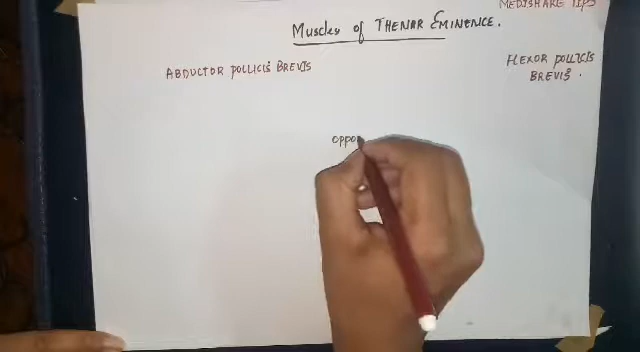 MEDISHARE TIPS
Muscles of THENAR EMINENCE.
ABDUCTOR POLLICIS BREVIS
FLEXOR POLLICIS
BREVIS.
OPPO